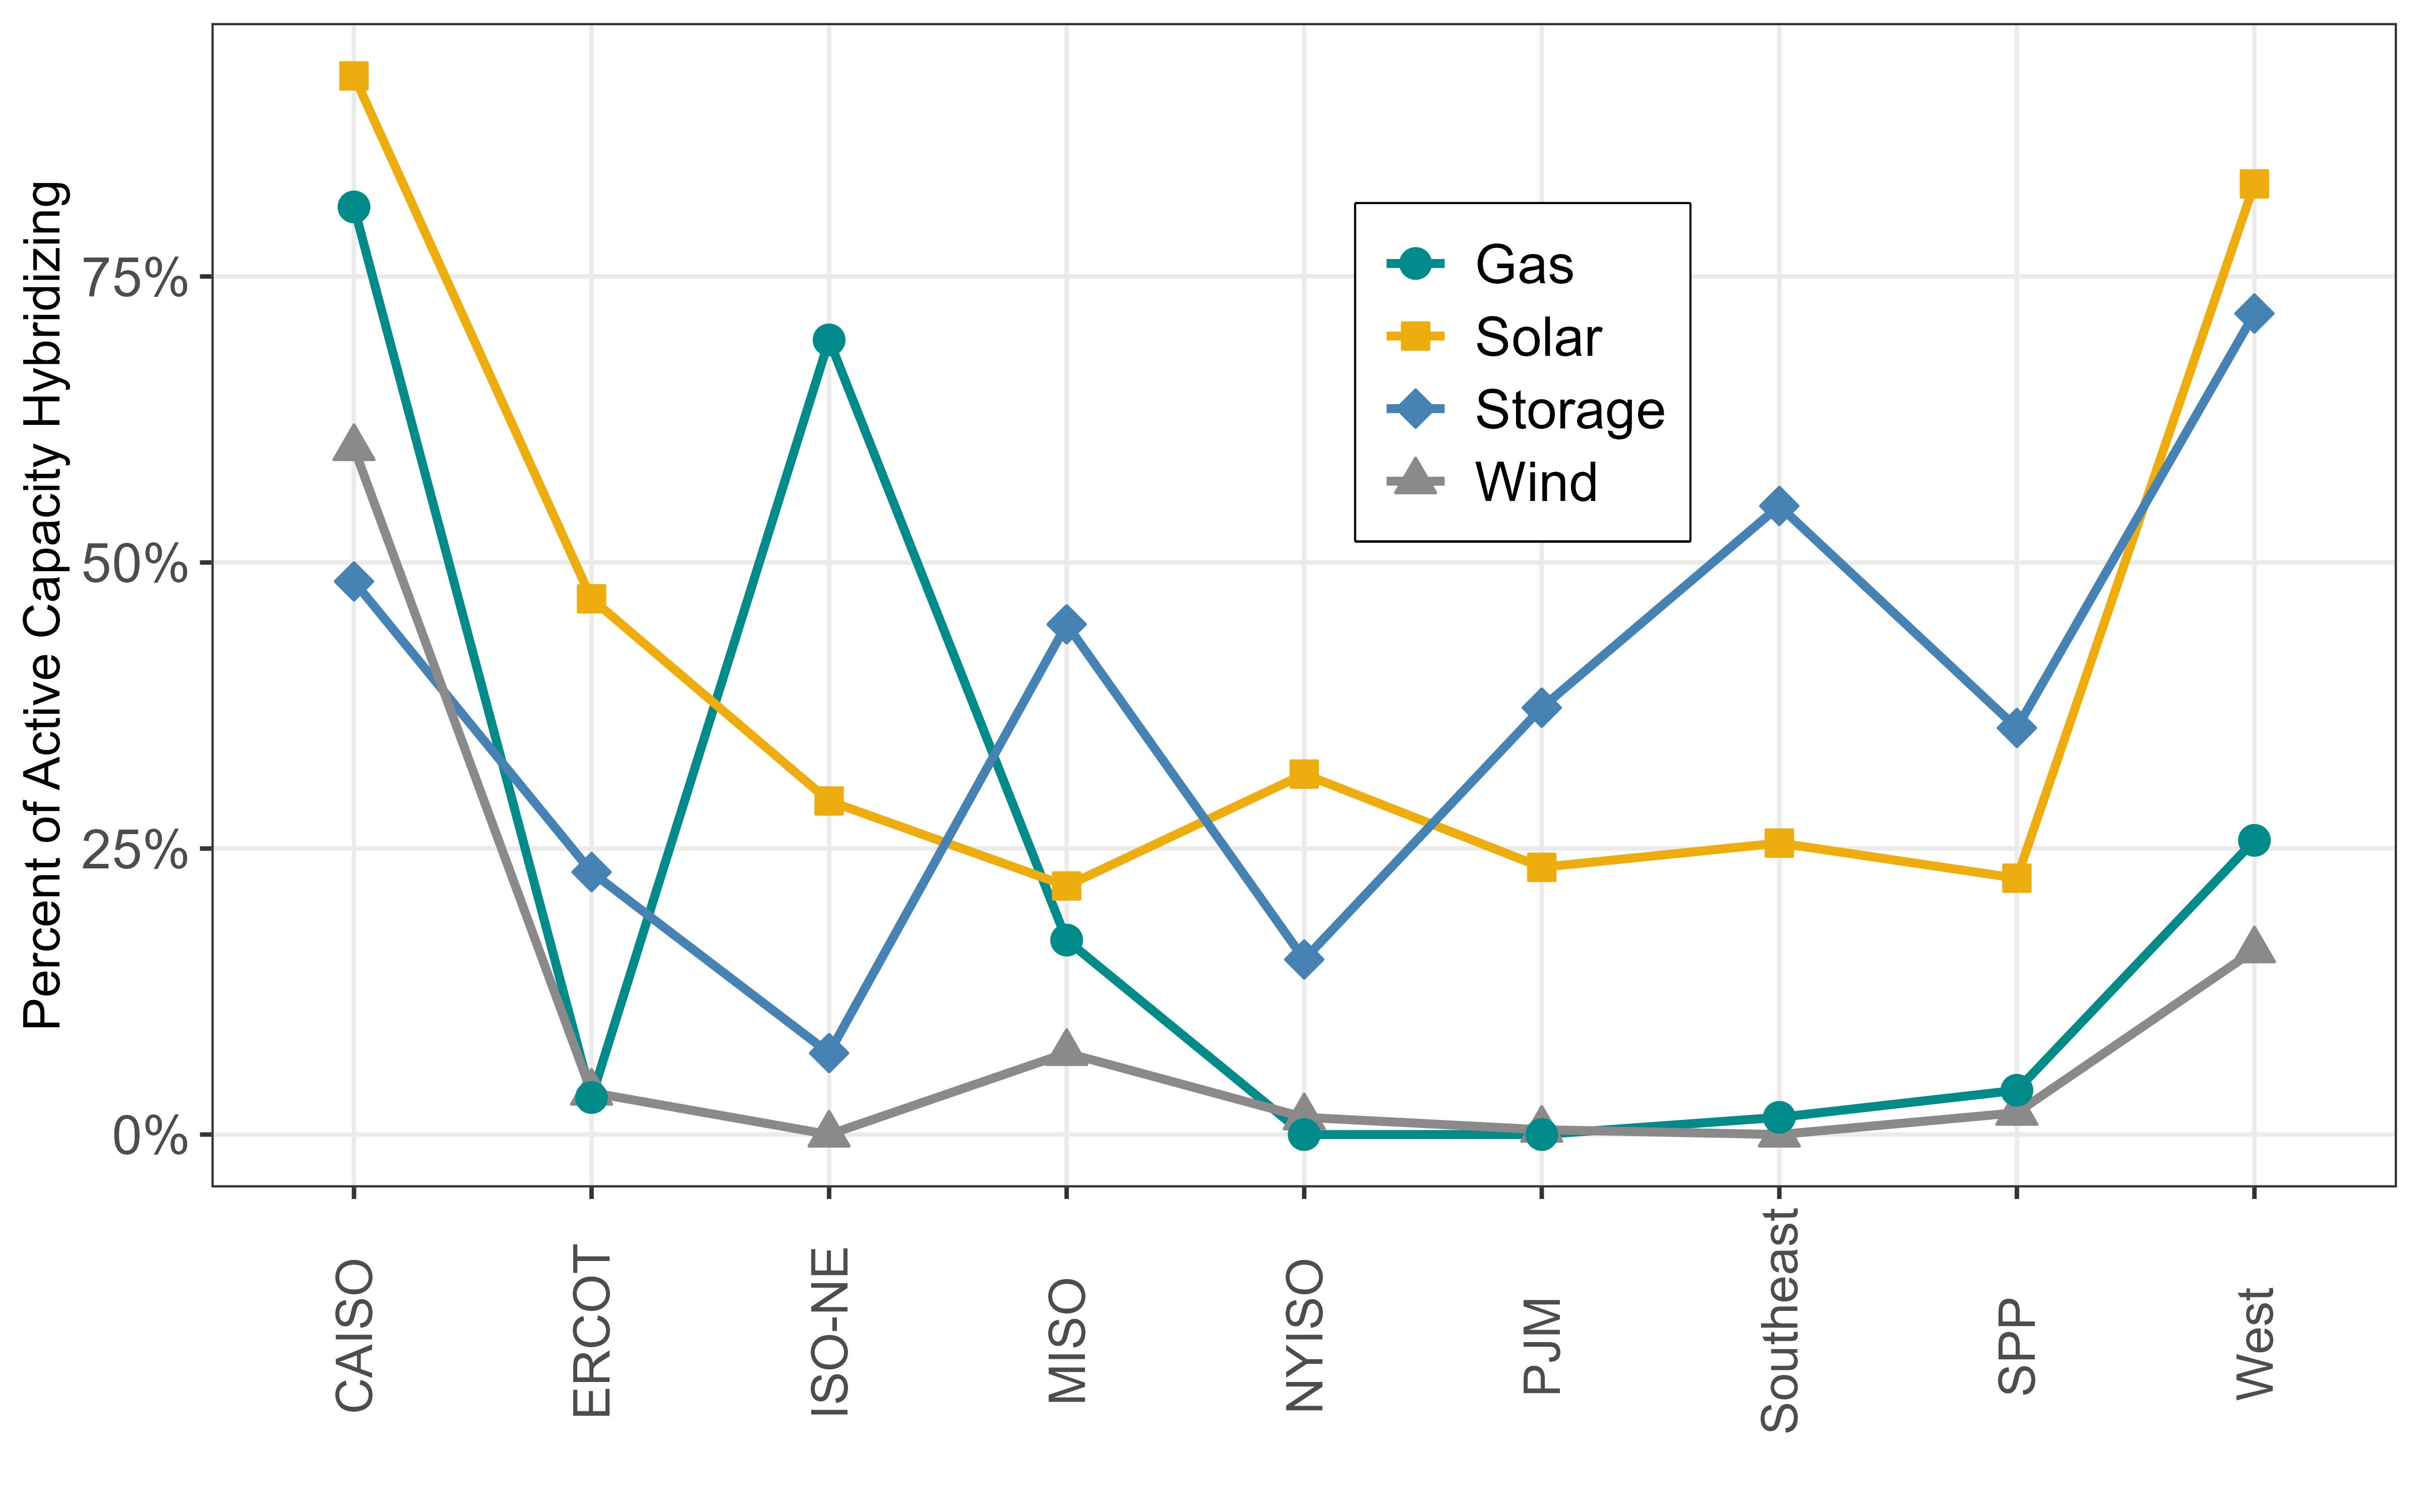 Percent of Active Capacity Hybridizing
75%
50%
25%
0%
Gas
Solar
Storage
Wind
CAISO
ERCOT
ISO-NE
MISO
NYISO
PJM
Southeast
SPP
West